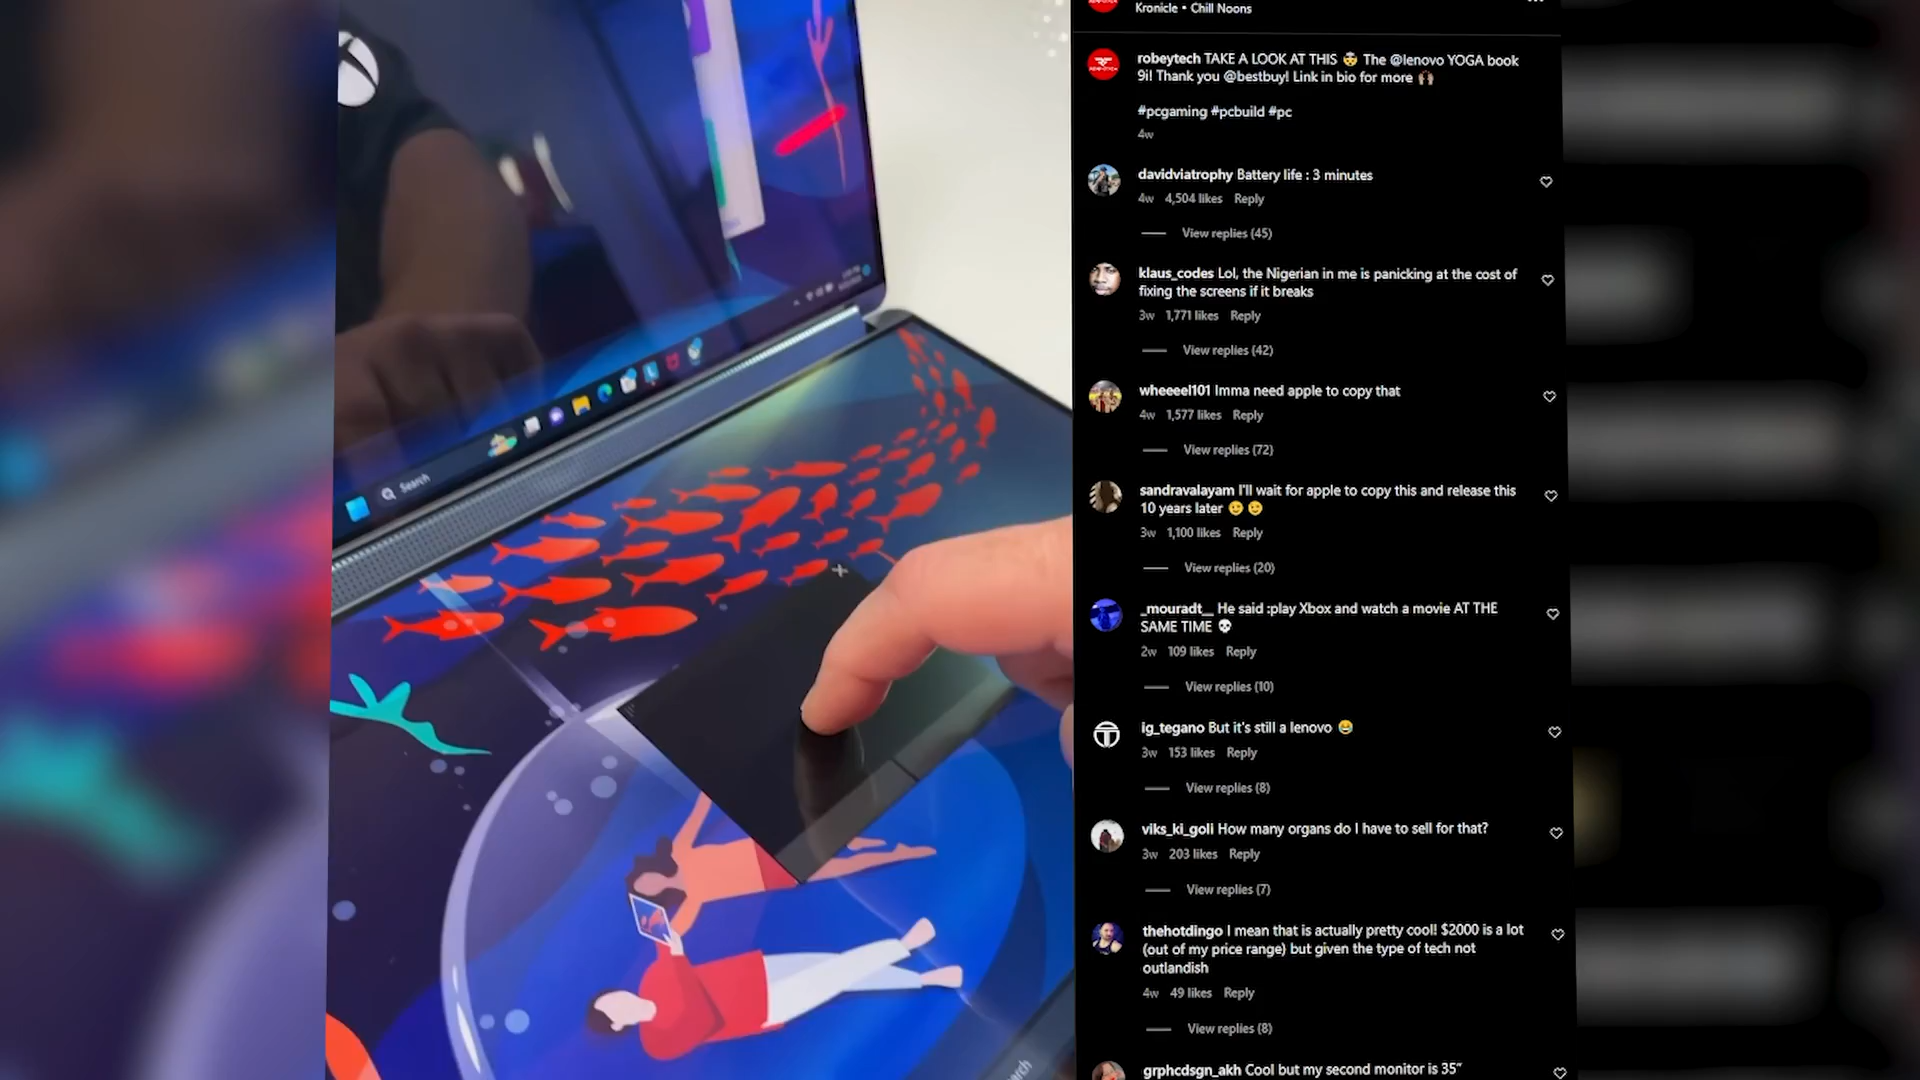 Kronicle • Chill Noons
robeytech TAKE A LOOK AT THIS 🤯 The @lenovo YOGA book
9i! Thank you @bestbuy! Link in bio for more 🙌🏽
#pcgaming #pcbuild #pc
4w
davidviatrophy Battery life : 3 minutes
4w 4,504 likes Reply
View replies (45)
klaus_codes Lol, the Nigerian in me is panicking at the cost of
fixing the screens if it breaks
3w 1,771 likes Reply
View replies (42)
wheeeel101 Imma need apple to copy that
4w 1,577 likes Reply
View replies (72)
sandravalayam I'll wait for apple to copy this and release this
10 years later 😉 😉
3w 1,100 likes Reply
View replies (20)
_mouradt__ He said :play Xbox and watch a movie AT THE
SAME TIME 💀
2w 109 likes Reply
View replies (10)
ig_tegano But it's still a lenovo 😂
3w 153 likes Reply
View replies (8)
viks_ki_goli How many organs do I have to sell for that?
3w 203 likes Reply
View replies (7)
thehotdingo I mean that is actually pretty cool! $2000 is a lot
(out of my price range) but given the type of tech not
outlandish
4w 49 likes Reply
View replies (8)
grphcdsgn_akh Cool but my second monitor is 35”
Search